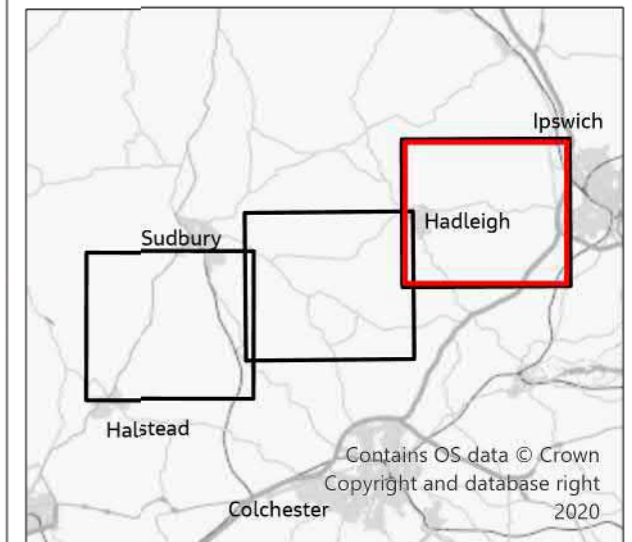 Ipswich
Hadleigh
Sudbury
Halstead
Contains OS data © Crown
Copyright and database right
2020
Colchester